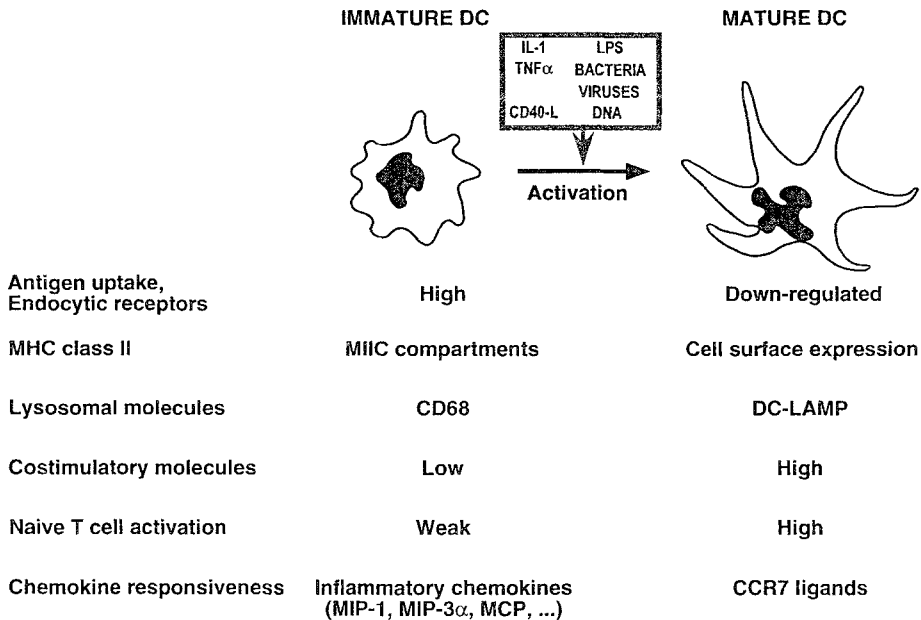 IMMATURE DC MATURE DC
IL-1 LPS
TNFα BACTERIA
VIRUSES
CD40-L DNA
Activation
Antigen uptake,
Endocytic receptors High Down-regulated
MHC class II MIIC compartments Cell surface expression
Lysosomal molecules CD68 DC-LAMP
Costimulatory molecules Low High
Naive T cell activation Weak High
Chemokine responsiveness Inflammatory chemokines CCR7 ligands
(MIP-1, MIP-3α, MCP, ...)